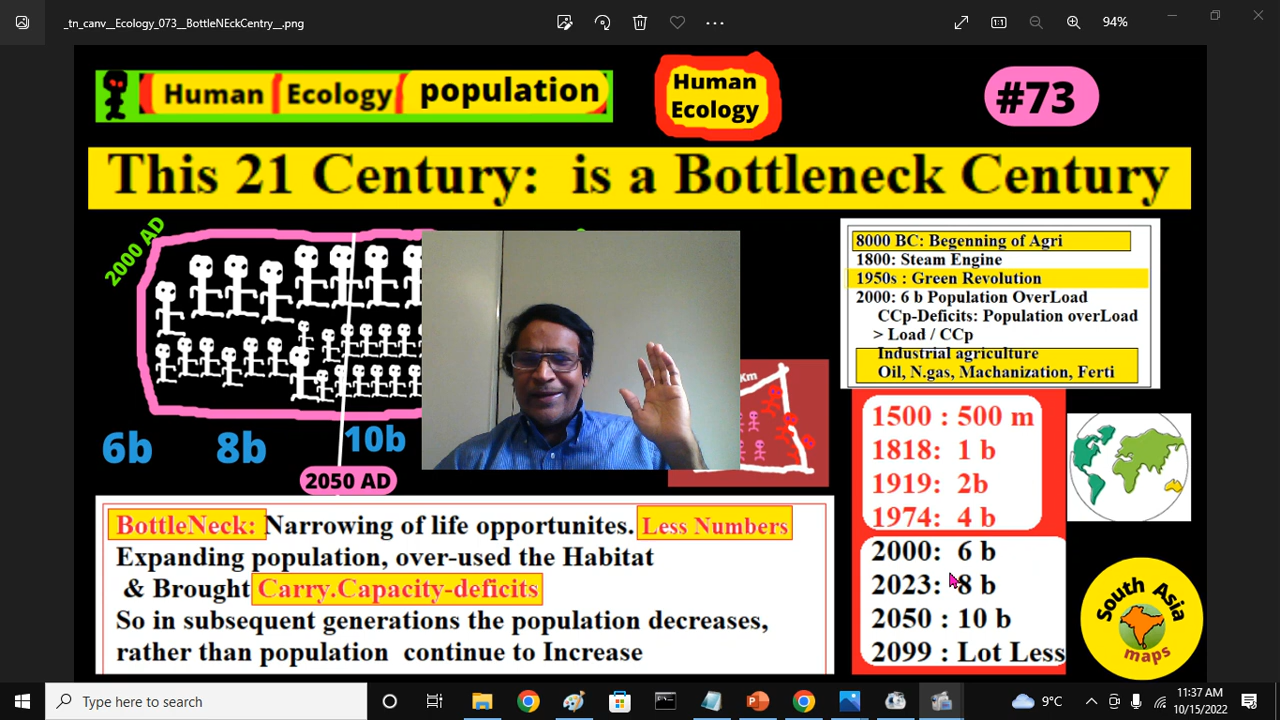 _tn_canv__Ecology_073__BottleNEckCentry__.png
94%
Human Ecology population
Human
Ecology
#73
This 21 Century: is a Bottleneck Century
2000 AD
8000 BC: Begenning of Agri
1800: Steam Engine
1950s : Green Revolution
2000: 6 b Population OverLoad
CCp-Deficits: Population overLoad
> Load / CCp
Industrial agriculture
Oil, N.gas, Machanization, Ferti
Km
6b 8b 10b
2050 AD
1500 : 500 m
1818: 1 b
1919: 2b
1974: 4 b
2000: 6 b
2023: 8 b
2050 : 10 b
2099 : Lot Less
BottleNeck: Narrowing of life opportunites. Less Numbers
Expanding population, over-used the Habitat
& Brought Carry.Capacity-deficits
So in subsequent generations the population decreases,
rather than population continue to Increase
South Asia
maps
Type here to search
9°C
11:37 AM
10/15/2022